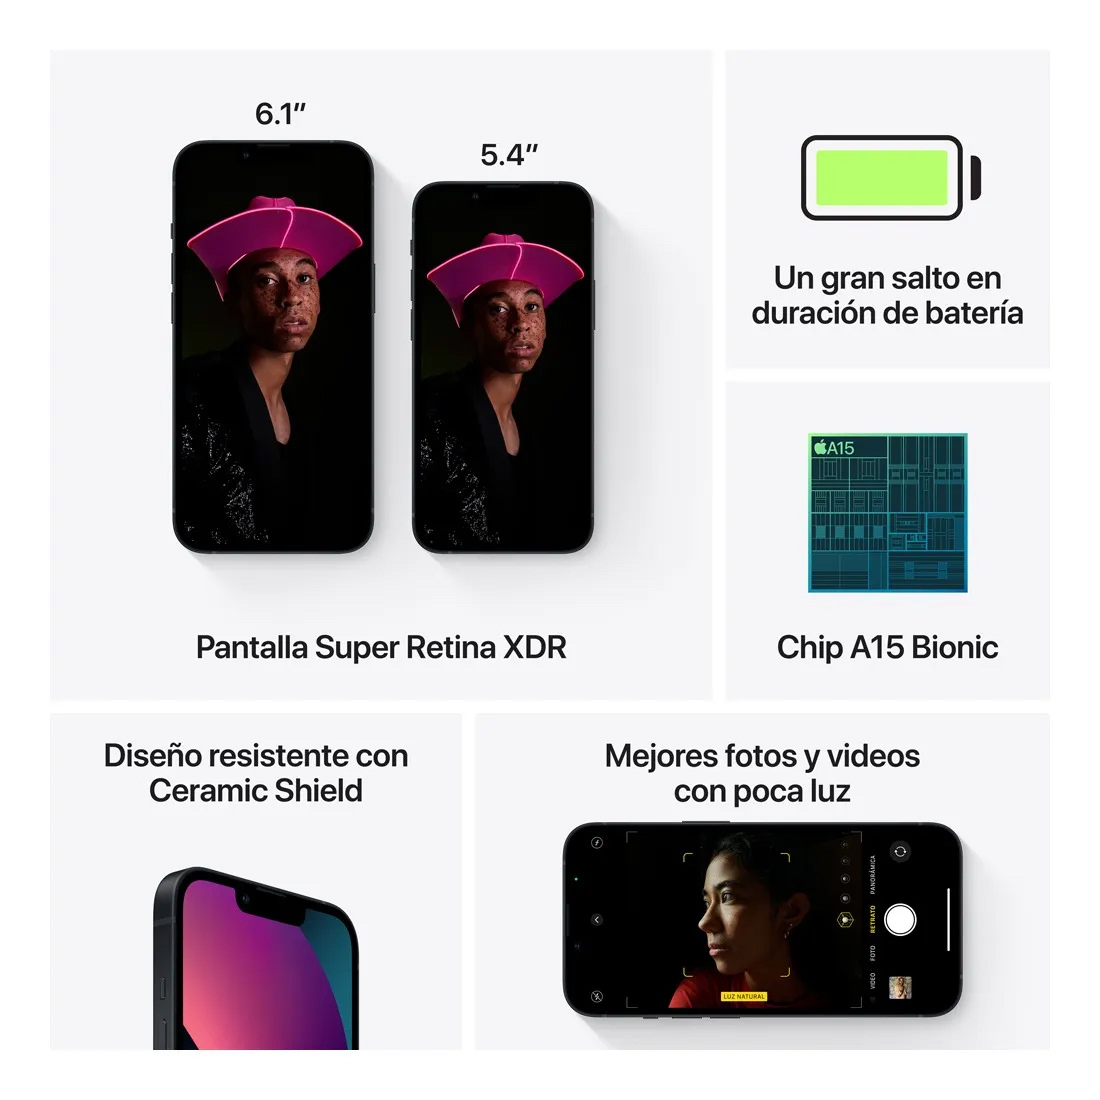 6.1”
5.4”
Pantalla Super Retina XDR
Un gran salto en
duración de batería
A15
Chip A15 Bionic
Diseño resistente con
Ceramic Shield
Mejores fotos y videos
con poca luz
LUZ NATURAL
PANORÁMICA
RETRATO
FOTO
VIDEO